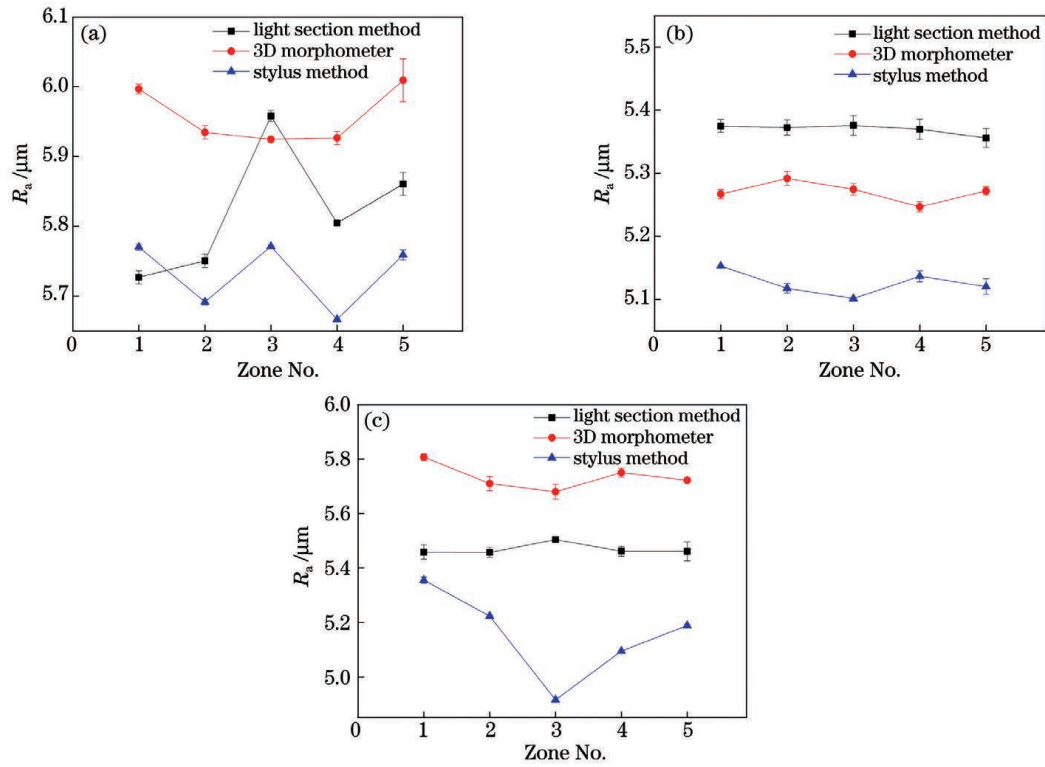 (a)
light section method
3D morphometer
stylus method
6.1
6.0
5.9
5.8
5.7
Ra /μm
0 1 2 3 4 5
Zone No.
(b)
light section method
3D morphometer
stylus method
5.5
5.4
5.3
5.2
5.1
Ra /μm
0 1 2 3 4 5
Zone No.
(c)
light section method
3D morphometer
stylus method
6.0
5.8
5.6
5.4
5.2
5.0
Ra /μm
0 1 2 3 4 5
Zone No.